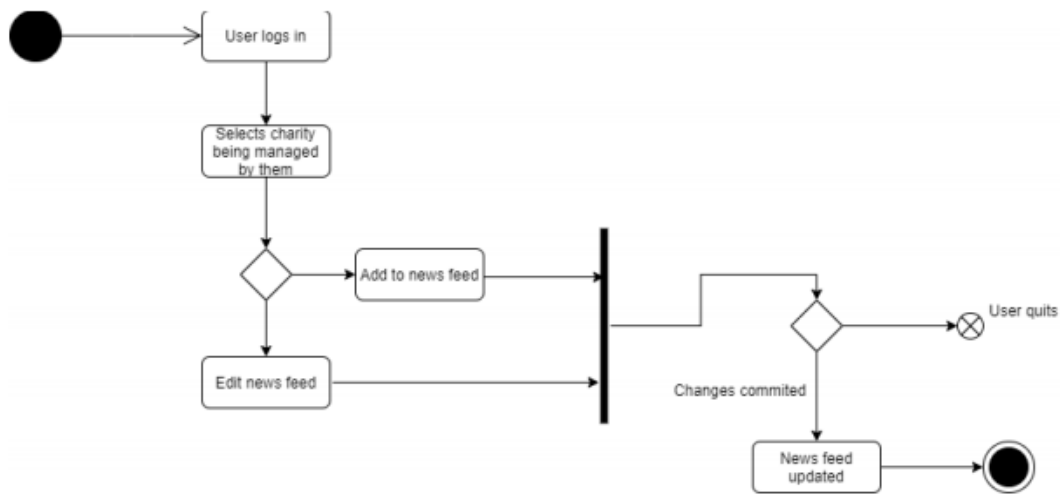 User logs in
Selects charity
being managed
by them
Add to news feed
User quits
Edit news feed
Changes commited
News feed
updated